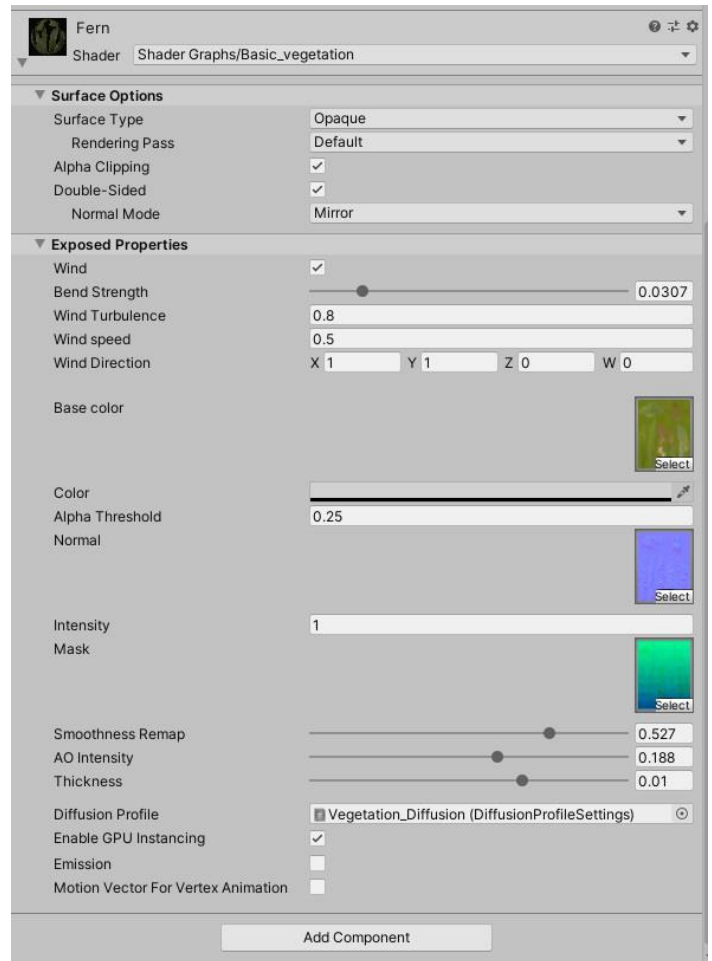 Fern
Shader Shader Graphs/Basic_vegetation
Surface Options
Surface Type Opaque
Rendering Pass Default
Alpha Clipping
Double-Sided
Normal Mode Mirror
Exposed Properties
Wind
Bend Strength 0.0307
Wind Turbulence 0.8
Wind speed 0.5
Wind Direction X 1 Y 1 Z 0 W 0
Base color
Select
Color
Alpha Threshold 0.25
Normal
Select
Intensity 1
Mask
Select
Smoothness Remap 0.527
AO Intensity 0.188
Thickness 0.01
Diffusion Profile Vegetation_Diffusion (DiffusionProfileSettings)
Enable GPU Instancing
Emission
Motion Vector For Vertex Animation
Add Component